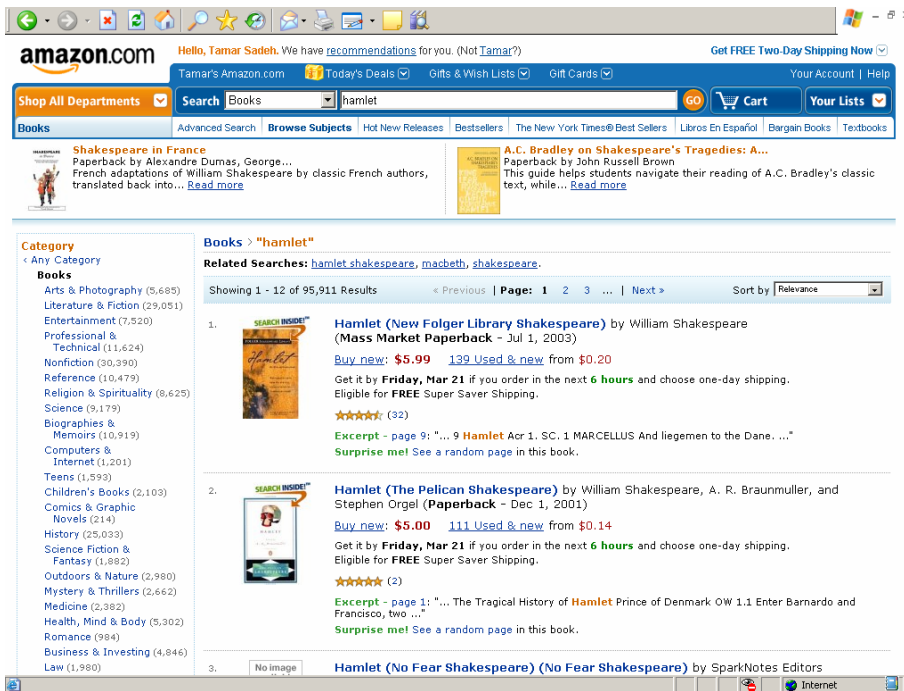 amazon.com
Hello, Tamar Sadeh. We have recommendations for you. (Not Tamar?)
Get FREE Two-Day Shipping Now
Tamar's Amazon.com
Today's Deals
Gifts & Wish Lists
Gift Cards
Your Account | Help
Shop All Departments
Search
Books
hamlet
GO
Cart
Your Lists
Books
Advanced Search
Browse Subjects
Hot New Releases
Bestsellers
The New York Times® Best Sellers
Libros En Español
Bargain Books
Textbooks
Shakespeare in France
Paperback by Alexandre Dumas, George...
French adaptations of William Shakespeare by classic French authors,
translated back into... Read more
A.C. Bradley on Shakespeare's Tragedies: A...
Paperback by John Russell Brown
This guide helps students navigate their reading of A.C. Bradley's classic
text, while... Read more
Category
‹ Any Category
Books
Arts & Photography (5,685)
Literature & Fiction (29,051)
Entertainment (7,520)
Professional &
Technical (11,624)
Nonfiction (30,390)
Reference (10,479)
Religion & Spirituality (8,625)
Science (9,179)
Biographies &
Memoirs (10,919)
Computers &
Internet (1,201)
Teens (1,593)
Children's Books (2,103)
Comics & Graphic
Novels (214)
History (25,033)
Science Fiction &
Fantasy (1,882)
Outdoors & Nature (2,980)
Mystery & Thrillers (2,662)
Medicine (2,382)
Health, Mind & Body (5,302)
Romance (984)
Business & Investing (4,846)
Law (1,980)
Books > "hamlet"
Related Searches: hamlet shakespeare, macbeth, shakespeare.
Showing 1 - 12 of 95,911 Results
« Previous | Page: 1 2 3 ... | Next »
Sort by Relevance
1.
SEARCH INSIDE!™
Hamlet
Hamlet (New Folger Library Shakespeare) by William Shakespeare
(Mass Market Paperback - Jul 1, 2003)
Buy new: $5.99 139 Used & new from $0.20
Get it by Friday, Mar 21 if you order in the next 6 hours and choose one-day shipping.
Eligible for FREE Super Saver Shipping.
(32)
Excerpt - page 9: "... 9 Hamlet Acr 1. SC. 1 MARCELLUS And liegemen to the Dane. ..."
Surprise me! See a random page in this book.
2.
SEARCH INSIDE!™
Hamlet (The Pelican Shakespeare) by William Shakespeare, A. R. Braunmuller, and
Stephen Orgel (Paperback - Dec 1, 2001)
Buy new: $5.00 111 Used & new from $0.14
Get it by Friday, Mar 21 if you order in the next 6 hours and choose one-day shipping.
Eligible for FREE Super Saver Shipping.
(2)
Excerpt - page 1: "... The Tragical History of Hamlet Prince of Denmark OW 1.1 Enter Barnardo and
Francisco, two ..."
Surprise me! See a random page in this book.
3.
No image
Hamlet (No Fear Shakespeare) (No Fear Shakespeare) by SparkNotes Editors
Internet